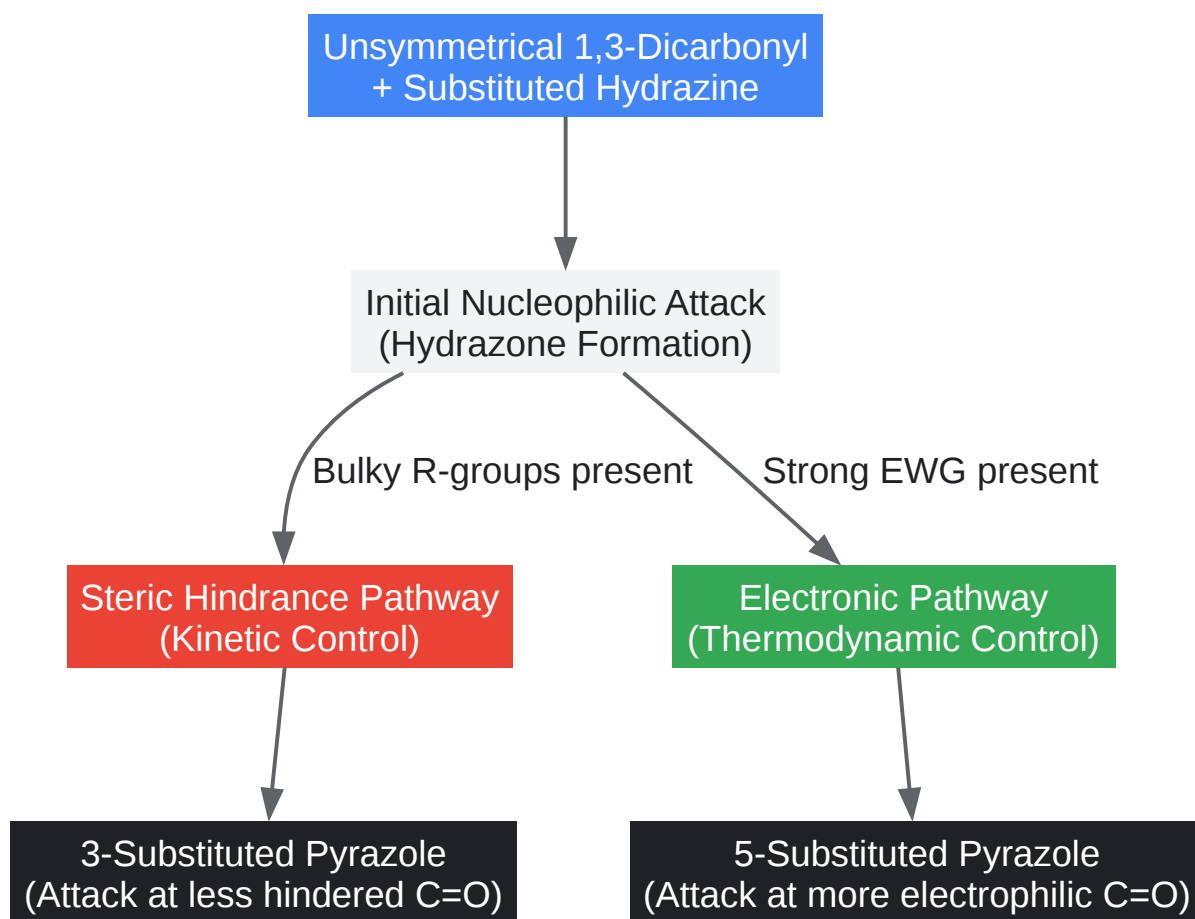 Unsymmetrical 1,3-Dicarbonyl
+ Substituted Hydrazine
Initial Nucleophilic Attack
(Hydrazone Formation)
Bulky R-groups present
Strong EWG present
Steric Hindrance Pathway
(Kinetic Control)
Electronic Pathway
(Thermodynamic Control)
3-Substituted Pyrazole
(Attack at less hindered C=O)
5-Substituted Pyrazole
(Attack at more electrophilic C=O)